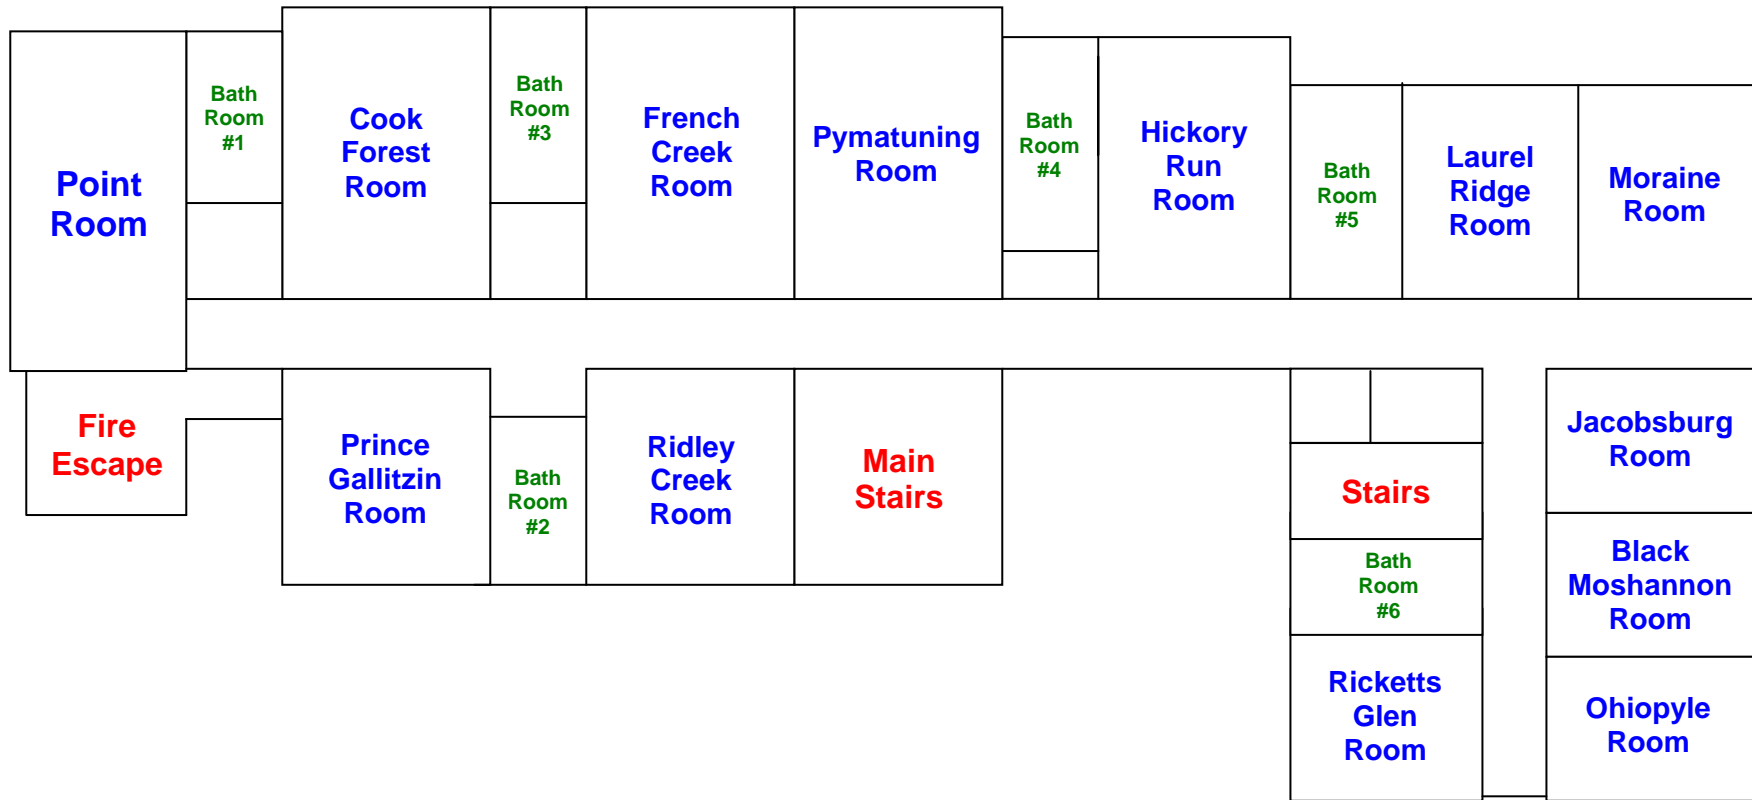 Point
Room
Bath
Room
#1
Cook
Forest
Room
Bath
Room
#3
French
Creek
Room
Pymatuning
Room
Bath
Room
#4
Hickory
Run
Room
Bath
Room
#5
Laurel
Ridge
Room
Moraine
Room
Fire
Escape
Prince
Gallitzin
Room
Bath
Room
#2
Ridley
Creek
Room
Main
Stairs
Stairs
Bath
Room
#6
Ricketts
Glen
Room
Jacobsburg
Room
Black
Moshannon
Room
Ohiopyle
Room